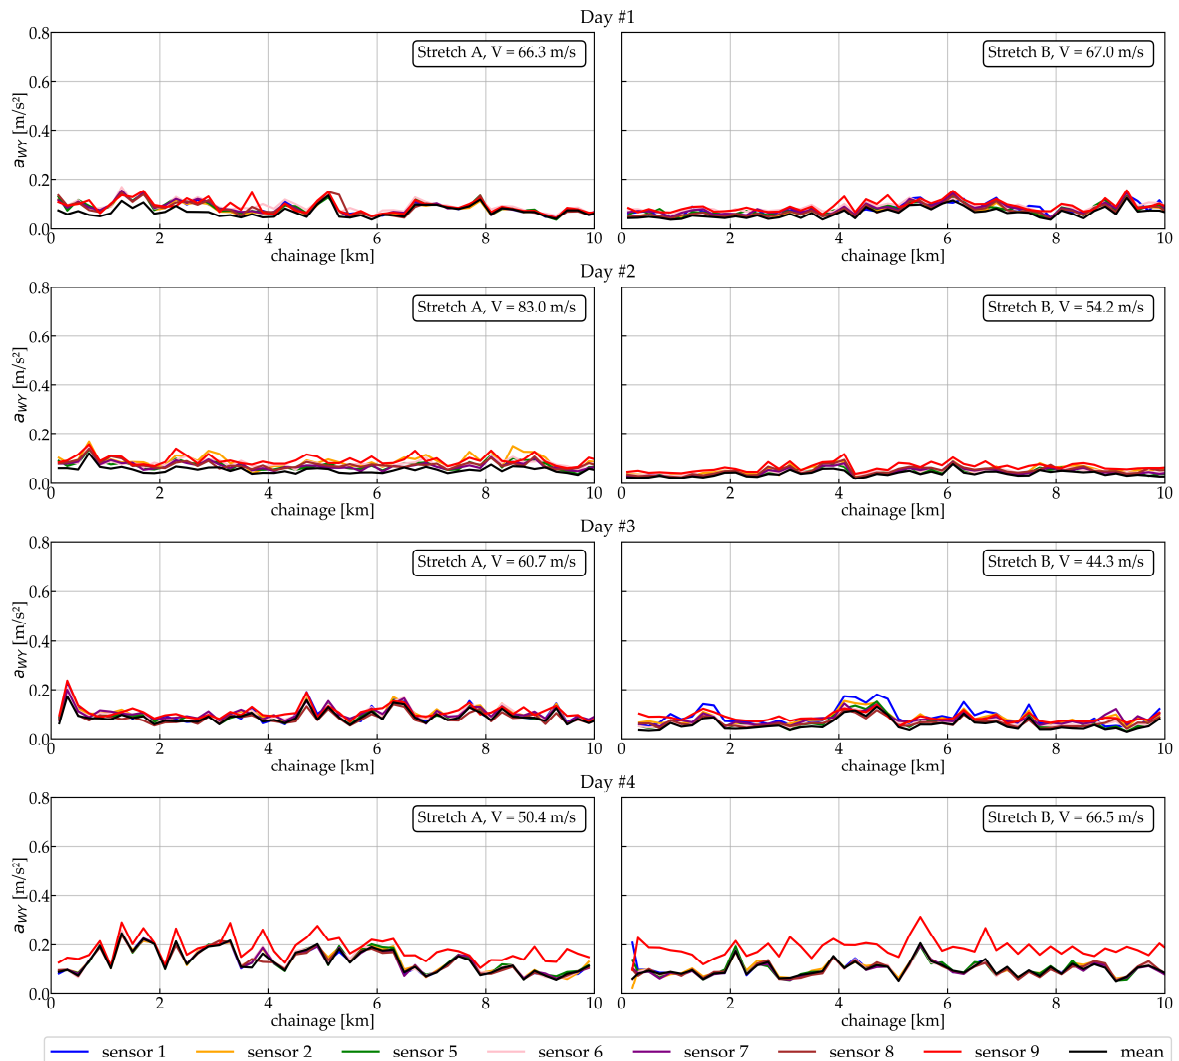 Day #1
Stretch A, V = 66.3 m/s
Stretch B, V = 67.0 m/s
0.8
0.6
0.4
0.2
0.0
a_WY [m/s²]
0 2 4 6 8 10
0 2 4 6 8 10
chainage [km]
chainage [km]
Day #2
Stretch A, V = 83.0 m/s
Stretch B, V = 54.2 m/s
0.8
0.6
0.4
0.2
0.0
a_WY [m/s²]
0 2 4 6 8 10
0 2 4 6 8 10
chainage [km]
chainage [km]
Day #3
Stretch A, V = 60.7 m/s
Stretch B, V = 44.3 m/s
0.8
0.6
0.4
0.2
0.0
a_WY [m/s²]
0 2 4 6 8 10
0 2 4 6 8 10
chainage [km]
chainage [km]
Day #4
Stretch A, V = 50.4 m/s
Stretch B, V = 66.5 m/s
0.8
0.6
0.4
0.2
0.0
a_WY [m/s²]
0 2 4 6 8 10
0 2 4 6 8 10
chainage [km]
chainage [km]
sensor 1 sensor 2 sensor 5 sensor 6 sensor 7 sensor 8 sensor 9 mean